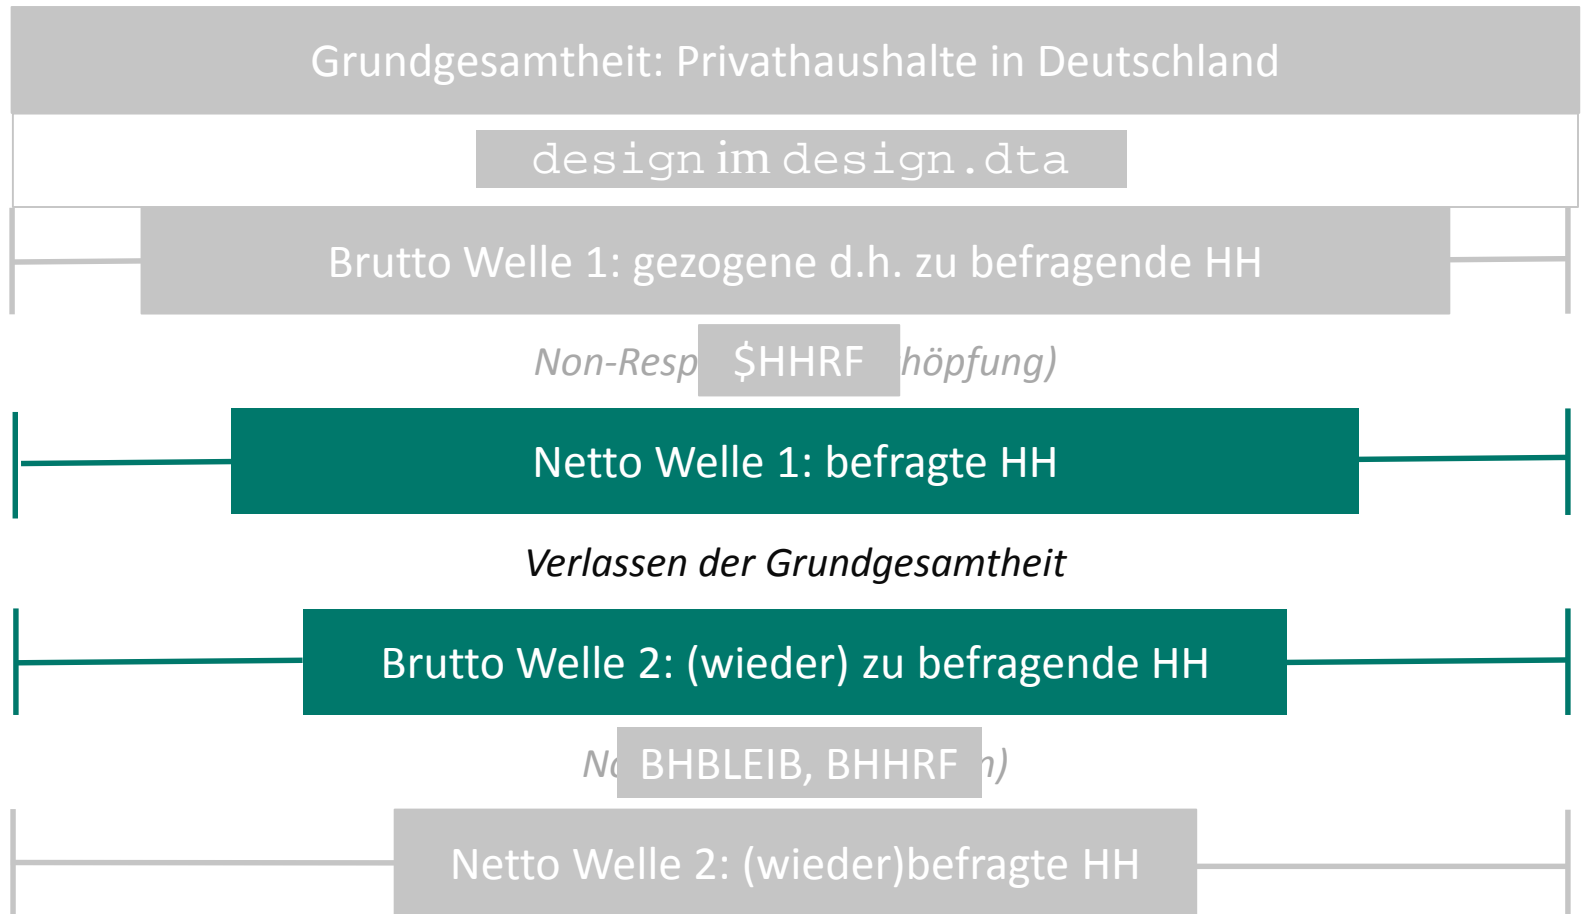 Grundgesamtheit: Privathaushalte in Deutschland
design im design.dta
Brutto Welle 1: gezogene d.h. zu befragende HH
Non-Resp $HHRF höpfung)
Netto Welle 1: befragte HH
Verlassen der Grundgesamtheit
Brutto Welle 2: (wieder) zu befragende HH
No BHBLEIB, BHHRF n)
Netto Welle 2: (wieder)befragte HH